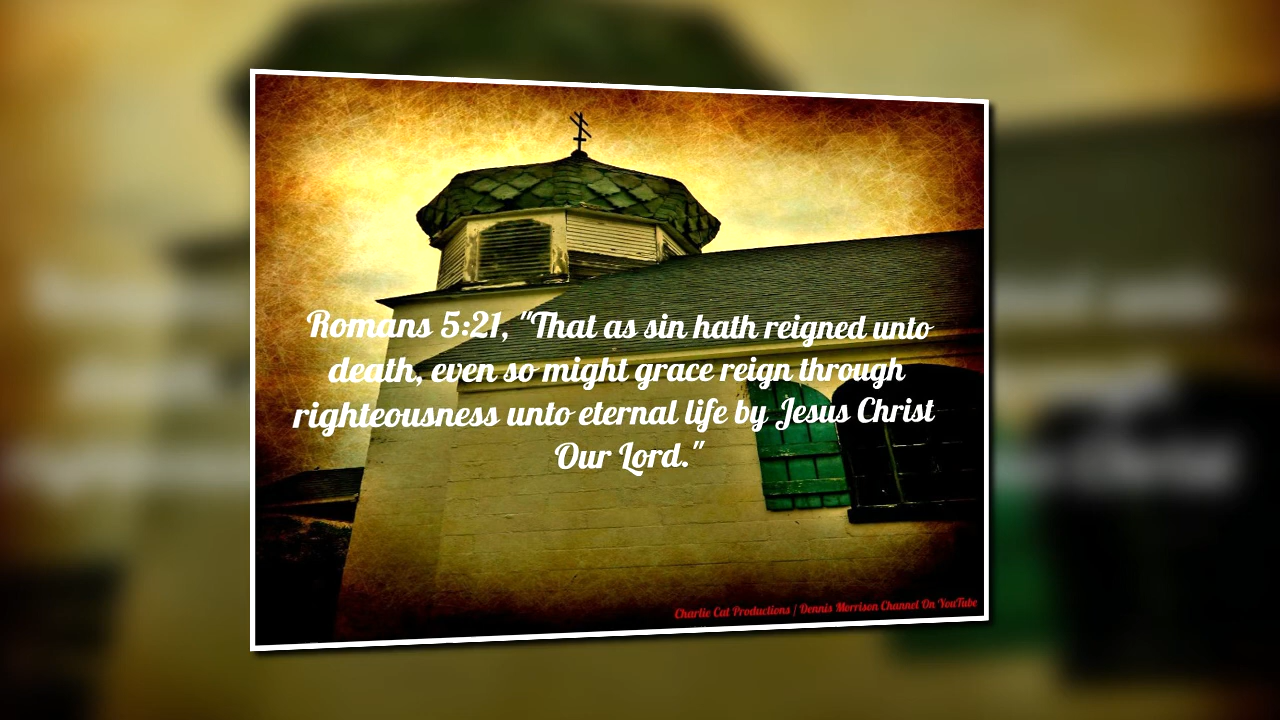 Romans 5:21, "That as sin hath reigned unto
death, even so might grace reign through
righteousness unto eternal life by Jesus Christ
Our Lord."
Charlie Cat Productions / Dennis Morrison Channel On YouTube